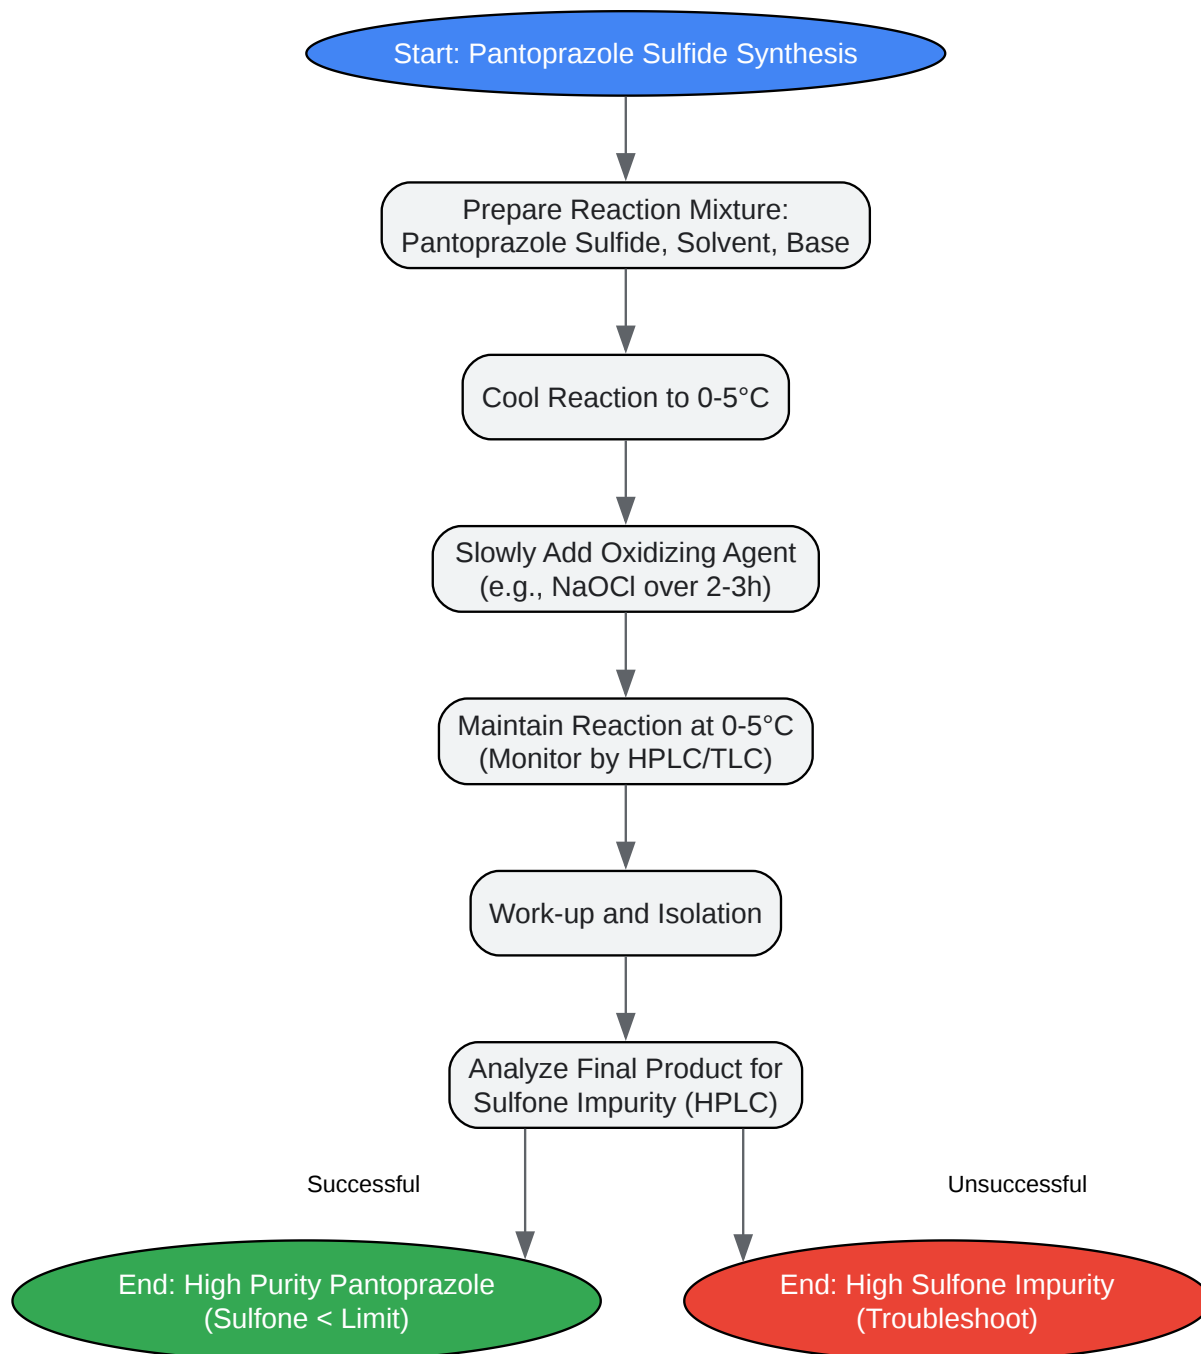 Start: Pantoprazole Sulfide Synthesis
Prepare Reaction Mixture:
Pantoprazole Sulfide, Solvent, Base
Cool Reaction to 0-5°C
Slowly Add Oxidizing Agent
(e.g., NaOCl over 2-3h)
Maintain Reaction at 0-5°C
(Monitor by HPLC/TLC)
Work-up and Isolation
Analyze Final Product for
Sulfone Impurity (HPLC)
Successful
Unsuccessful
End: High Purity Pantoprazole
(Sulfone < Limit)
End: High Sulfone Impurity
(Troubleshoot)